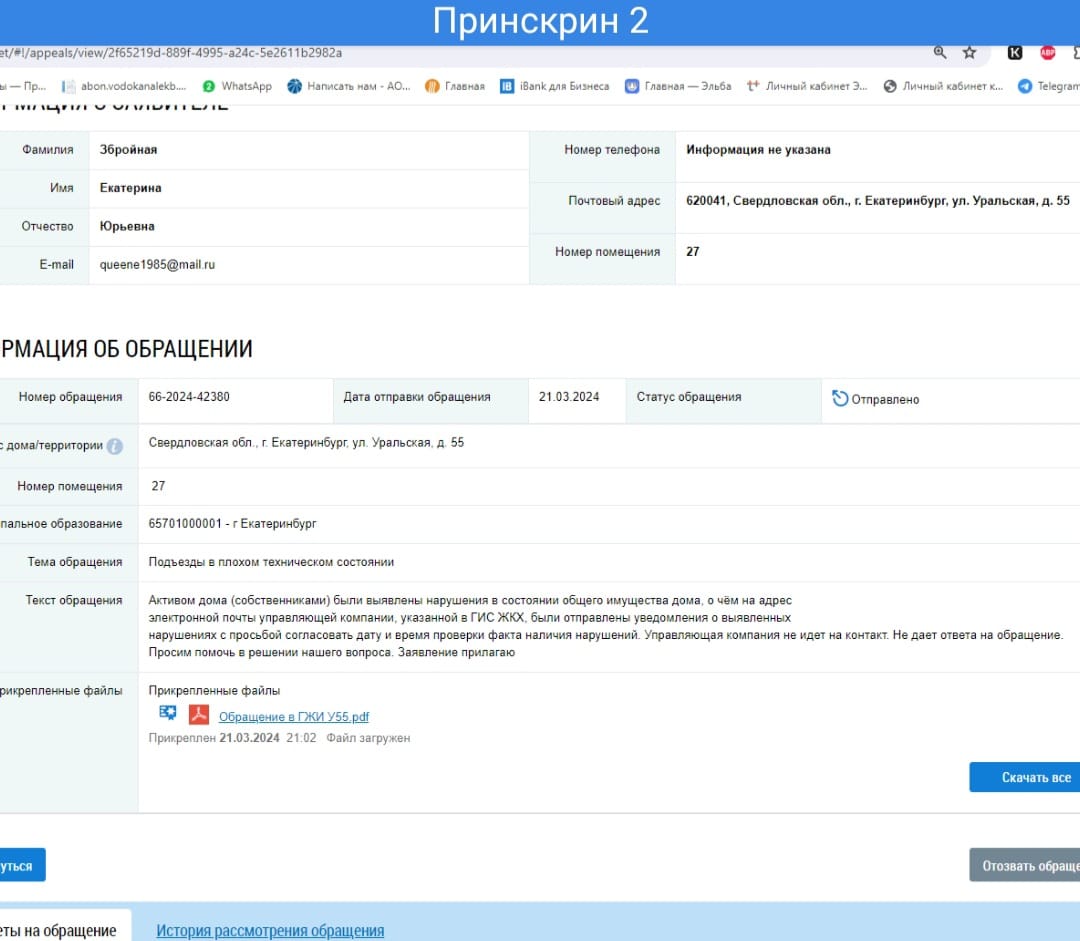 Принскрин 2
et/#!/appeals/view/2f65219d-889f-4995-a24c-5e2611b2982a
ы — Пр... abon.vodokanalekb.... WhatsApp Написать нам - АО... Главная iBank для Бизнеса Главная — Эльба Личный кабинет Э... Личный кабинет к... Telegram
РМАЦИЯ О ЗАЯВИТЕЛЕ
Фамилия Збройная
Номер телефона Информация не указана
Имя Екатерина
Почтовый адрес 620041, Свердловская обл., г. Екатеринбург, ул. Уральская, д. 55
Отчество Юрьевна
Номер помещения 27
E-mail queene1985@mail.ru
РМАЦИЯ ОБ ОБРАЩЕНИИ
Номер обращения 66-2024-42380 Дата отправки обращения 21.03.2024 Статус обращения Отправлено
с дома/территории Свердловская обл., г. Екатеринбург, ул. Уральская, д. 55
Номер помещения 27
пальное образование 65701000001 - г Екатеринбург
Тема обращения Подъезды в плохом техническом состоянии
Текст обращения Активом дома (собственниками) были выявлены нарушения в состоянии общего имущества дома, о чём на адрес
электронной почты управляющей компании, указанной в ГИС ЖКХ, были отправлены уведомления о выявленных
нарушениях с просьбой согласовать дату и время проверки факта наличия нарушений. Управляющая компания не идет на контакт. Не дает ответа на обращение.
Просим помочь в решении нашего вопроса. Заявление прилагаю
рикрепленные файлы Прикрепленные файлы
Обращение в ГЖИ У55.pdf
Прикреплен 21.03.2024 21:02 Файл загружен
Скачать все
уться
Отозвать обраще
еты на обращение История рассмотрения обращения